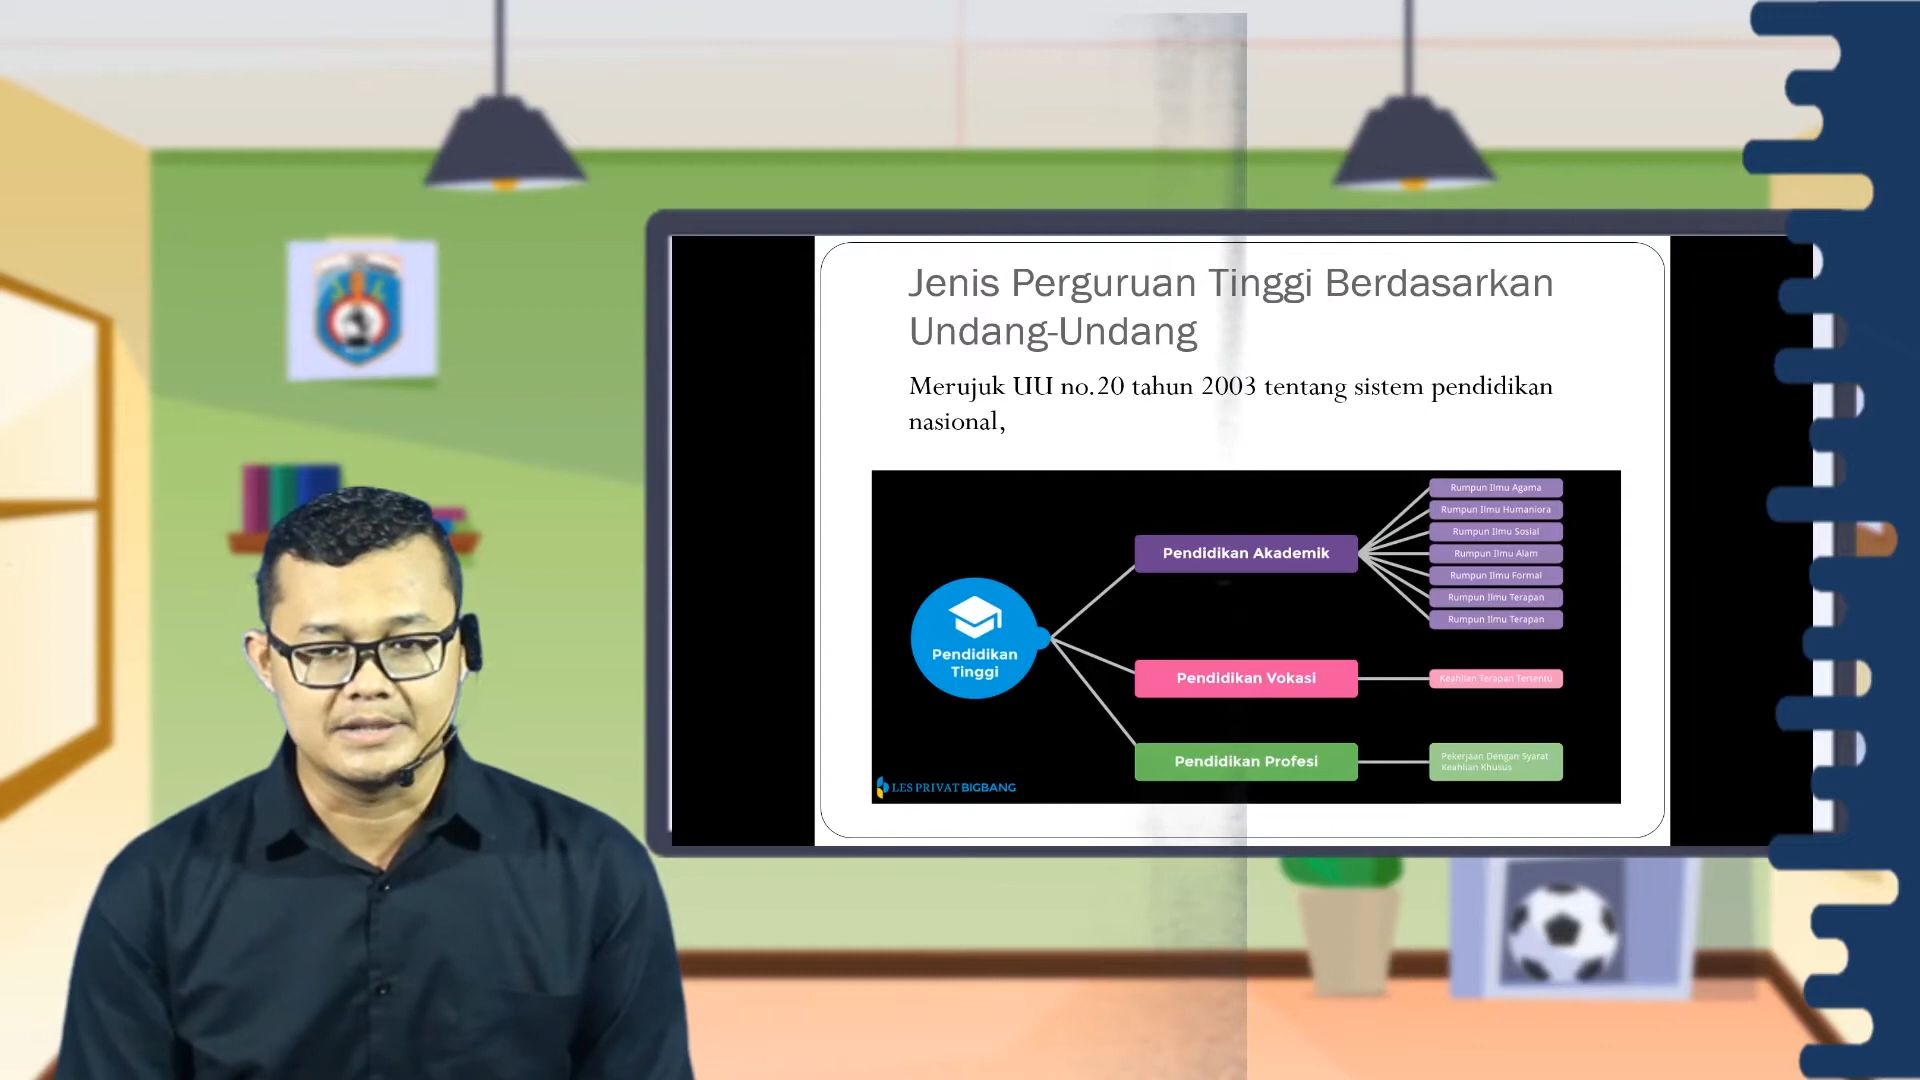 Jenis Perguruan Tinggi Berdasarkan
Undang-Undang
Merujuk UU no.20 tahun 2003 tentang sistem pendidikan
nasional,
Pendidikan
Tinggi
Pendidikan Akademik
Rumpun Ilmu Agama
Rumpun Ilmu Humaniora
Rumpun Ilmu Sosial
Rumpun Ilmu Alam
Rumpun Ilmu Formal
Rumpun Ilmu Terapan
Rumpun Ilmu Terapan
Pendidikan Vokasi
Keahlian Terapan Tertentu
Pendidikan Profesi
Pekerjaan Dengan Syarat
Keahlian Khusus
LES PRIVAT BIGBANG